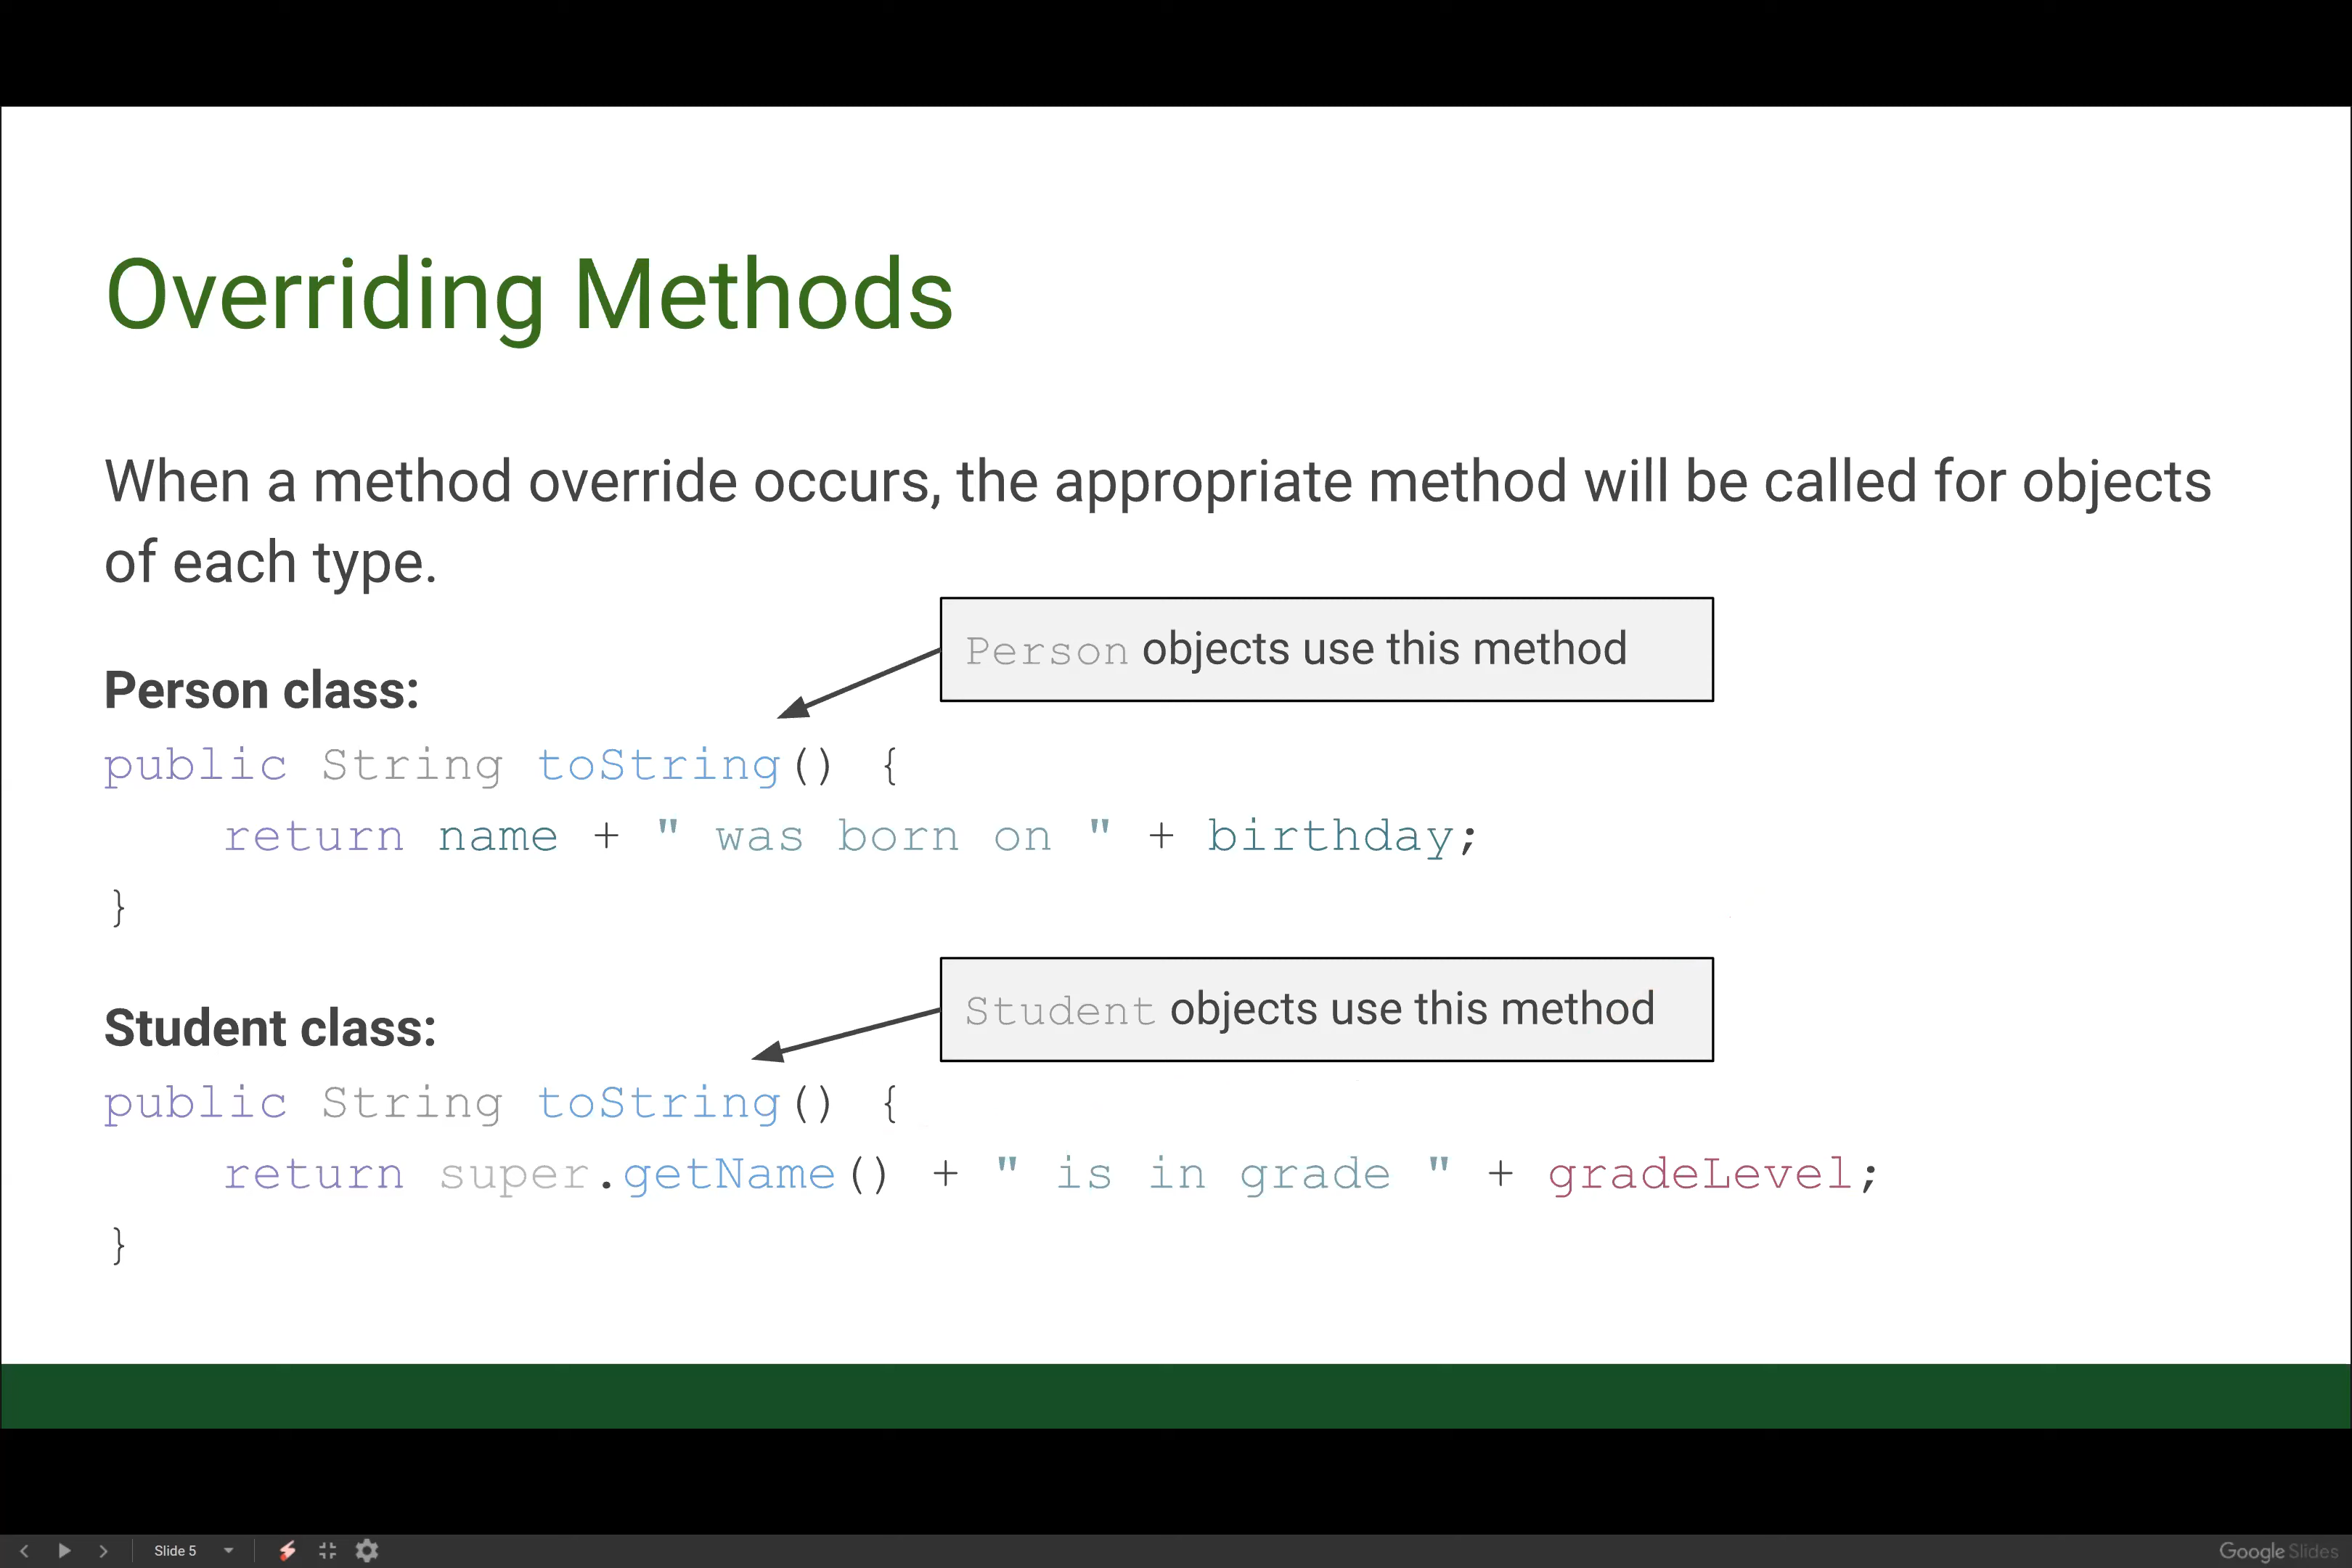 Overriding Methods
When a method override occurs, the appropriate method will be called for objects
of each type.
Person objects use this method
Person class:
public String toString() {
return name + " was born on " + birthday;
}
Student objects use this method
Student class:
public String toString() {
return super.getName() + " is in grade " + gradeLevel;
}
Slide 5
Google Slides